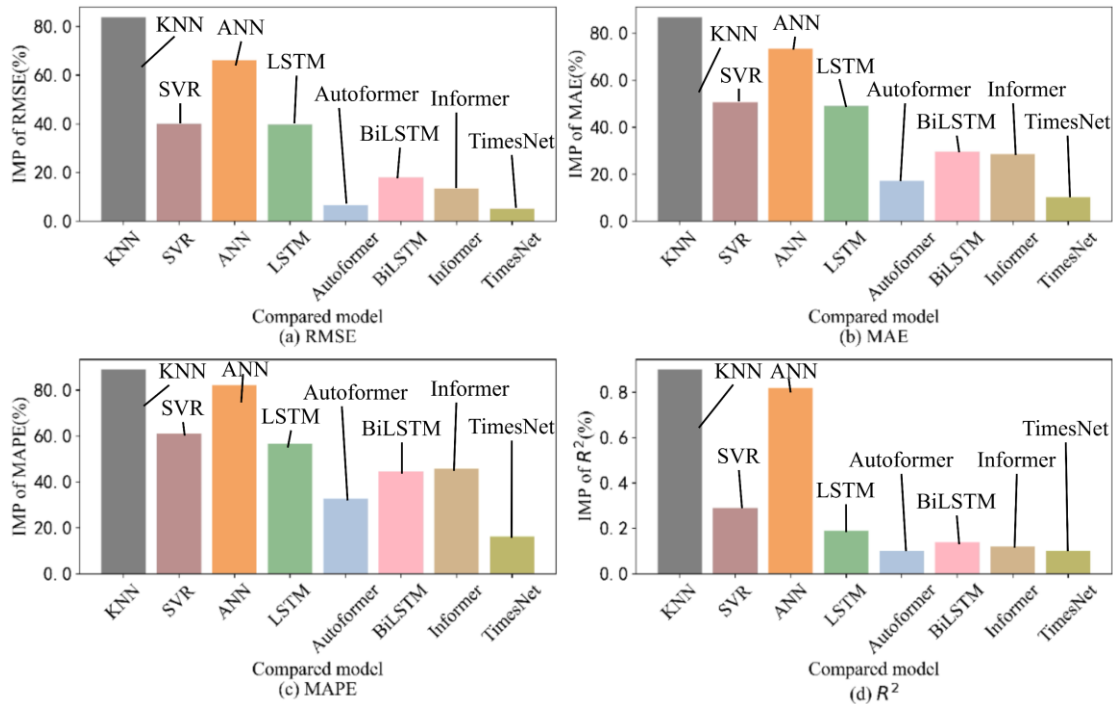 IMP of RMSE(%)
80. 0
60. 0
40. 0
20. 0
0. 0
KNN
SVR
ANN
LSTM
Autoformer
BiLSTM
Informer
TimesNet
KNN
SVR
ANN
LSTM
Autoformer
BiLSTM
Informer
TimesNet
Compared model
(a) RMSE
IMP of MAE(%)
80. 0
60. 0
40. 0
20. 0
0. 0
KNN
SVR
ANN
LSTM
Autoformer
BiLSTM
Informer
TimesNet
KNN
SVR
ANN
LSTM
Autoformer
BiLSTM
Informer
TimesNet
Compared model
(b) MAE
IMP of MAPE(%)
80. 0
60. 0
40. 0
20. 0
0. 0
KNN
SVR
ANN
LSTM
Autoformer
BiLSTM
Informer
TimesNet
KNN
SVR
ANN
LSTM
Autoformer
BiLSTM
Informer
TimesNet
Compared model
(c) MAPE
IMP of R²(%)
0. 8
0. 6
0. 4
0. 2
0. 0
KNN
SVR
ANN
LSTM
Autoformer
BiLSTM
Informer
TimesNet
KNN
SVR
ANN
LSTM
Autoformer
BiLSTM
Informer
TimesNet
Compared model
(d) R²